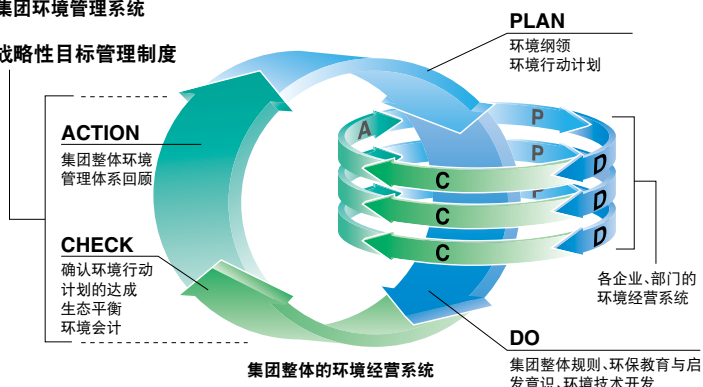 集团环境管理系统
战略性目标管理制度
PLAN
环境纲领
环境行动计划
ACTION
集团整体环境
管理体系回顾
A
P
P
P
D
D
D
C
C
C
CHECK
确认环境行动
计划的达成
生态平衡
环境会计
各企业、部门的
环境经营系统
DO
集团整体规则、环保教育与启
发意识、环境技术开发
集团整体的环境经营系统